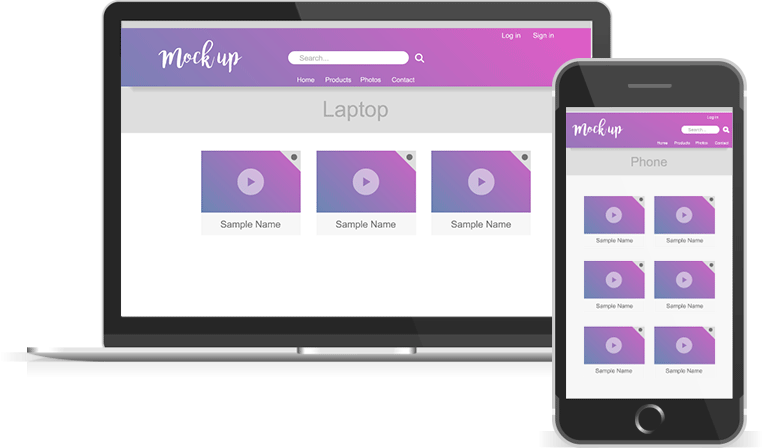 Log in Sign in
Mock up
Search...
Home Products Photos Contact
Laptop
Sample Name Sample Name Sample Name
Log in
Mock up
Search...
Home Products Photos Contact
Phone
Sample Name Sample Name
Sample Name Sample Name
Sample Name Sample Name